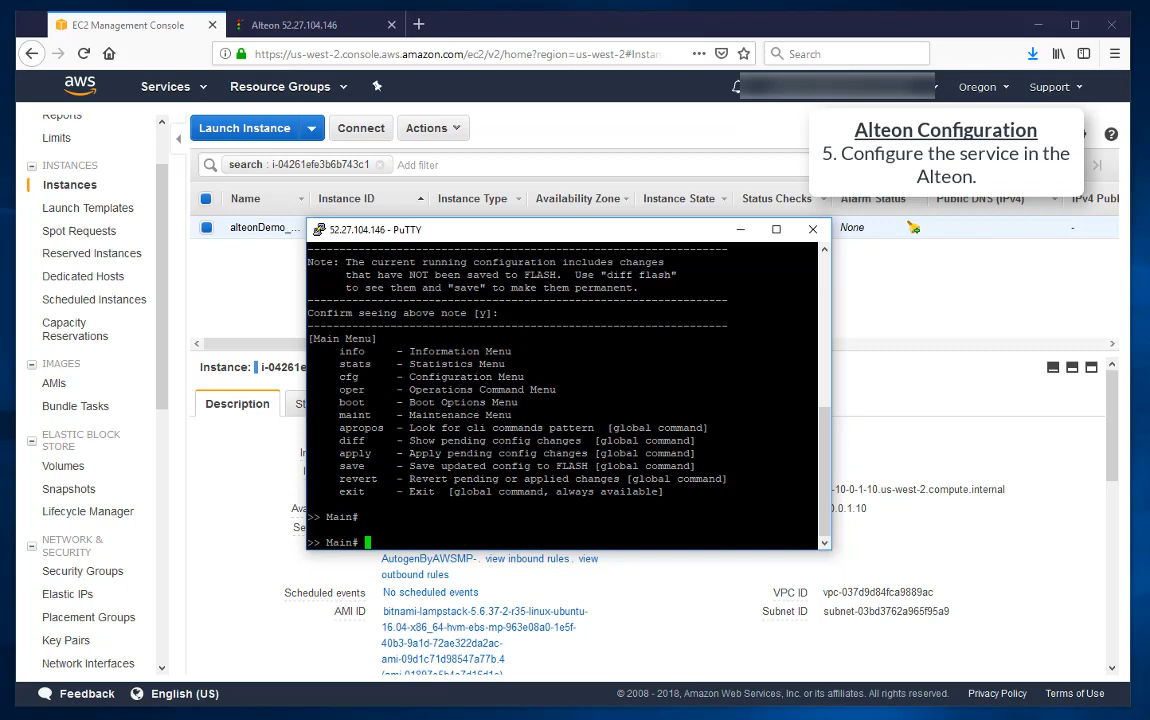 EC2 Management Console
Alteon 52.27.104.146
https://us-west-2.console.aws.amazon.com/ec2/v2/home?region=us-west-2#Instan
Search
aws
Services
Resource Groups
Oregon
Support
Reports
Limits
INSTANCES
Instances
Launch Templates
Spot Requests
Reserved Instances
Dedicated Hosts
Scheduled Instances
Capacity
Reservations
IMAGES
AMIs
Bundle Tasks
ELASTIC BLOCK
STORE
Volumes
Snapshots
Lifecycle Manager
NETWORK &
SECURITY
Security Groups
Elastic IPs
Placement Groups
Key Pairs
Network Interfaces
Launch Instance
Connect
Actions
Alteon Configuration
5. Configure the service in the
Alteon.
search : i-04261efe3b6b743c1
Add filter
Name
Instance ID
Instance Type
Availability Zone
Instance State
Status Checks
Alarm Status
Public DNS (IPv4)
IPv4 Publ
alteonDemo_...
None
-
52.27.104.146 - PuTTY
Note: The current running configuration includes changes
that have NOT been saved to FLASH. Use "diff flash"
to see them and "save" to make them permanent.
Confirm seeing above note [y]:
[Main Menu]
info - Information Menu
stats - Statistics Menu
cfg - Configuration Menu
oper - Operations Command Menu
boot - Boot Options Menu
maint - Maintenance Menu
apropos - Look for cli commands pattern [global command]
diff - Show pending config changes [global command]
apply - Apply pending config changes [global command]
save - Save updated config to FLASH [global command]
revert - Revert pending or applied changes [global command]
exit - Exit [global command, always available]
>> Main#
>> Main#
Instance:
i-04261e
Description
St
-10-0-1-10.us-west-2.compute.internal
.0.1.10
AutogenByAWSMP-. view inbound rules. view
outbound rules
Scheduled events
No scheduled events
VPC ID
vpc-037d9d84fca9889ac
AMI ID
bitnami-lampstack-5.6.37-2-r35-linux-ubuntu-
16.04-x86_64-hvm-ebs-mp-963e08a0-1e5f-
40b3-9a1d-72ae322da2ac-
ami-09d1c71d98547a77b.4
Subnet ID
subnet-03bd3762a965f95a9
Feedback
English (US)
© 2008 - 2018, Amazon Web Services, Inc. or its affiliates. All rights reserved.
Privacy Policy
Terms of Use